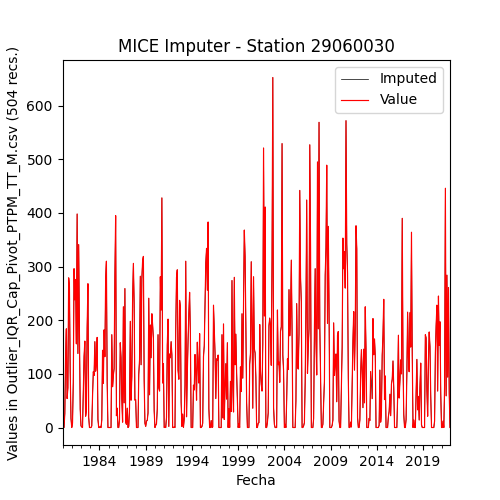 MICE Imputer - Station 29060030
Imputed
Value
Values in Outlier_IQR_Cap_Pivot_PTPM_TT_M.csv (504 recs.)
600
500
400
300
200
100
0
1984 1989 1994 1999 2004 2009 2014 2019
Fecha